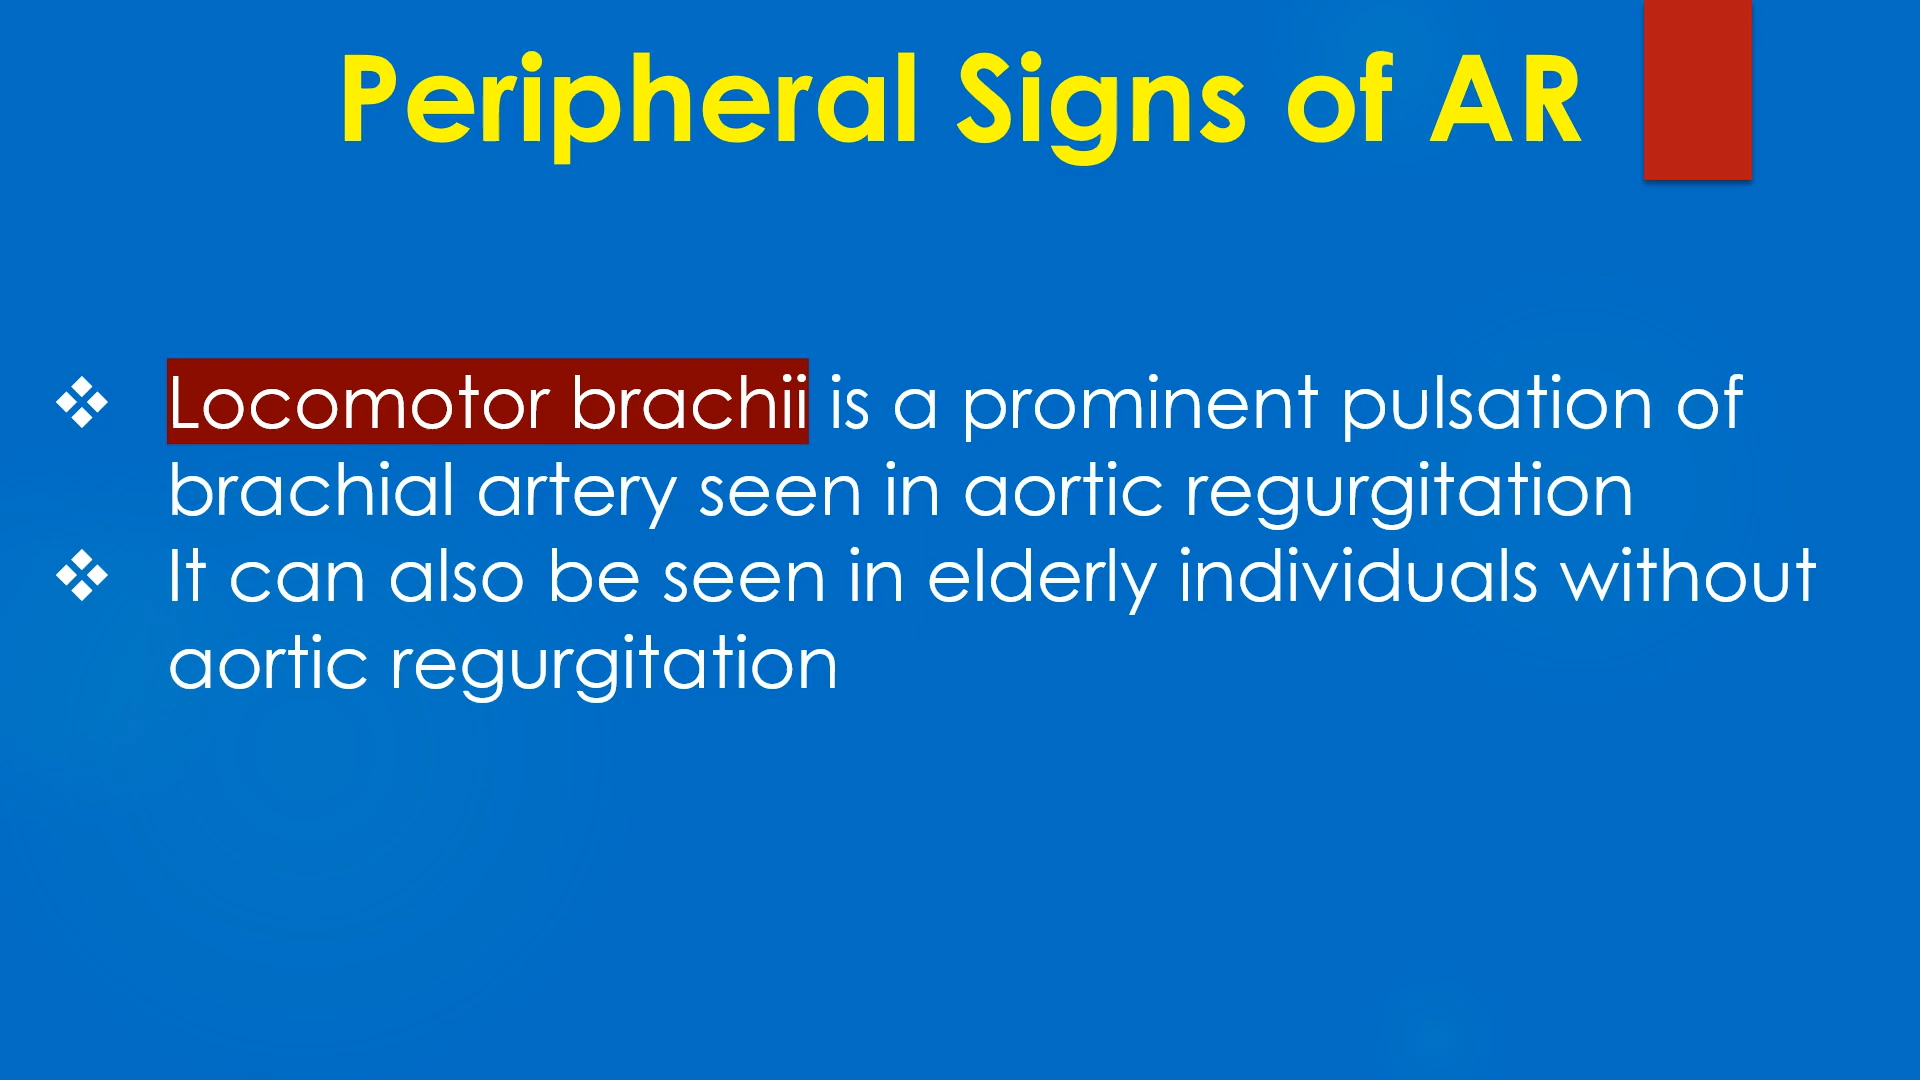 Peripheral Signs of AR
❖ Locomotor brachii is a prominent pulsation of
brachial artery seen in aortic regurgitation
❖ It can also be seen in elderly individuals without
aortic regurgitation